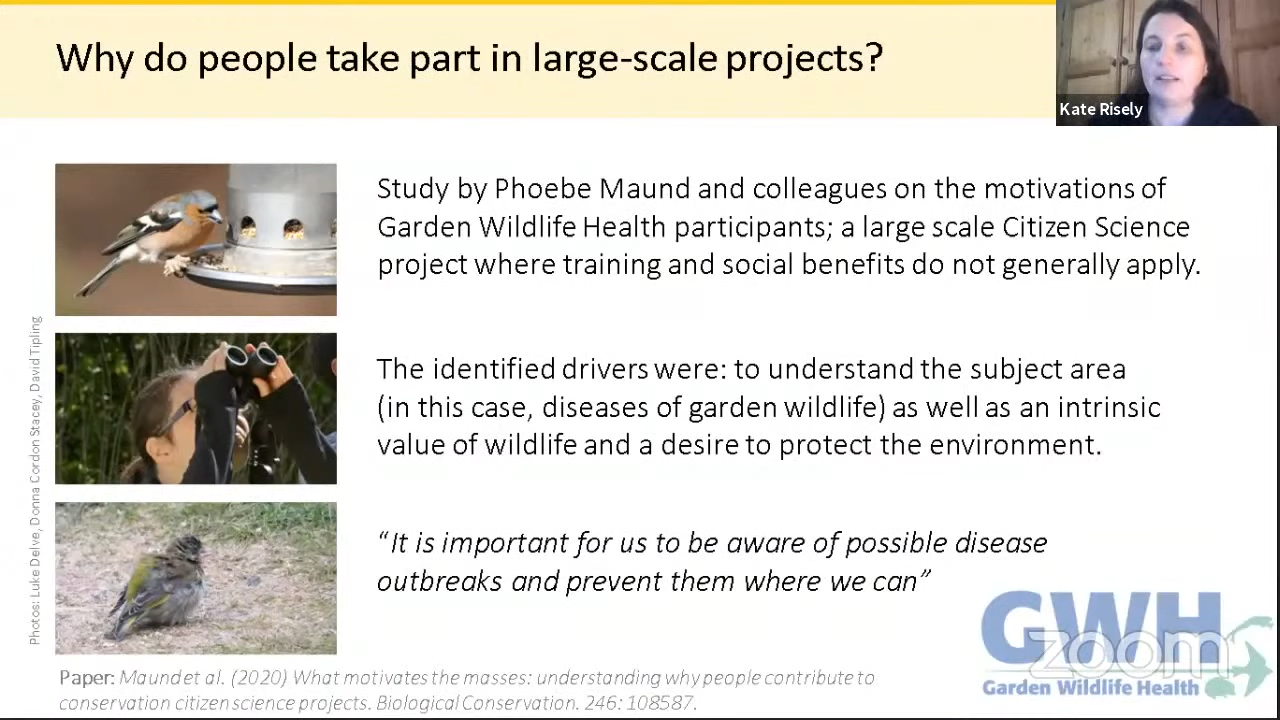 Why do people take part in large-scale projects?
Kate Risely
Study by Phoebe Maund and colleagues on the motivations of
Garden Wildlife Health participants; a large scale Citizen Science
project where training and social benefits do not generally apply.
The identified drivers were: to understand the subject area
(in this case, diseases of garden wildlife) as well as an intrinsic
value of wildlife and a desire to protect the environment.
“It is important for us to be aware of possible disease
outbreaks and prevent them where we can”
Photos: Luke Delve, Donna Cordon Stacey, David Tipling
GWH
zoom
Garden Wildlife Health
Paper: Maund et al. (2020) What motivates the masses: understanding why people contribute to
conservation citizen science projects. Biological Conservation. 246: 108587.